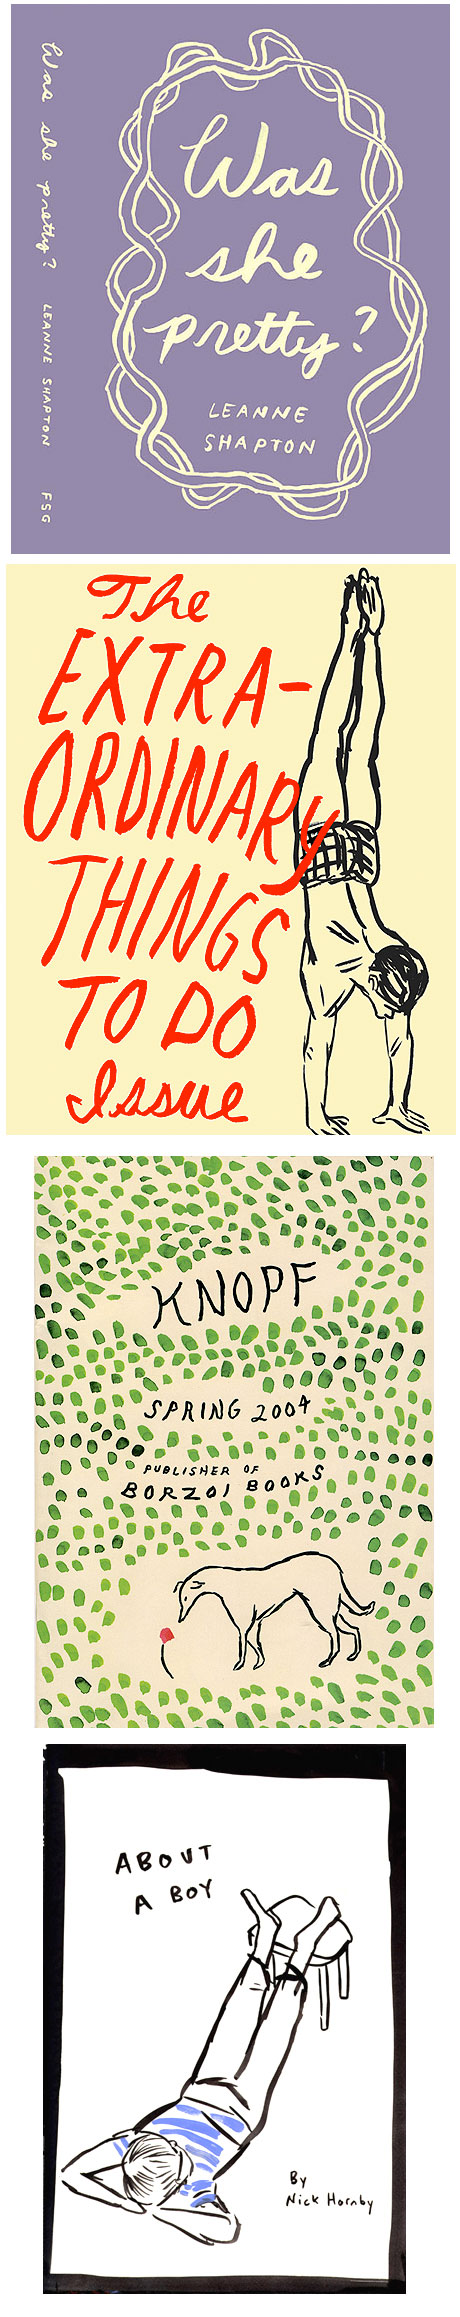 Was she pretty? LEANNE SHAPTON FSG
Was
she
pretty?
LEANNE
SHAPTON
The
EXTRA-
ORDINARY
THINGS
TO DO
Issue
KNOPF
SPRING 2004
PUBLISHER OF
BORZOI BOOKS
ABOUT
A BOY
By
Nick Hornby